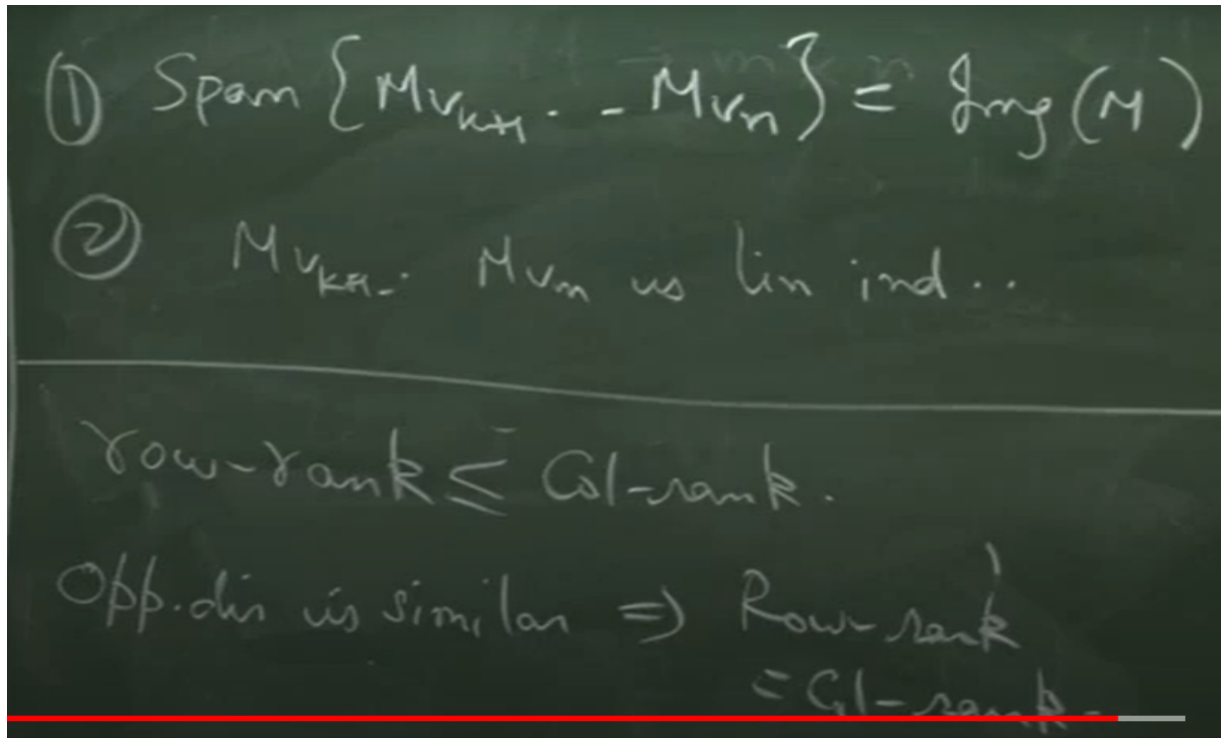 ① Span { Mv_{k+1} . . . Mv_n } = Img (M)
② Mv_{k+1} . . Mv_n is lin ind . .
row-rank ≤ Col-rank.
Opp. dir is similar ⇒ Row-rank
= Col-rank.